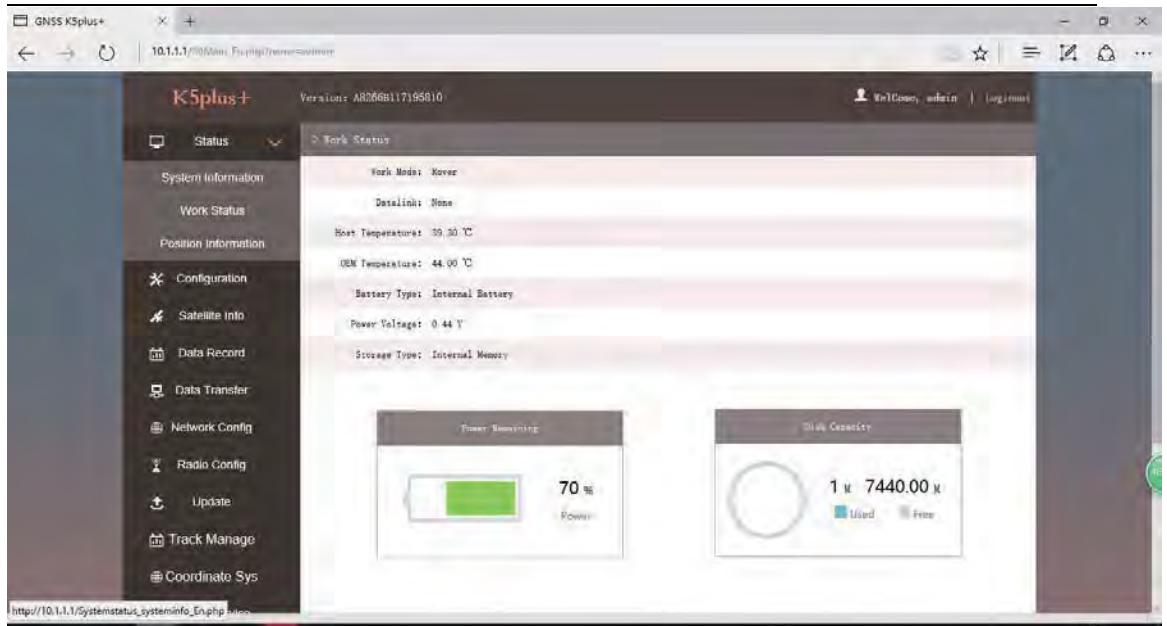 GNSS K5plus+
10.1.1.1/
K5plus+
Version: A82668117195810
WelCome, admin | Loginout
Status
> Work Status
System Information
Work Status
Position Information
Configuration
Satellite Info
Data Record
Data Transfer
Network Config
Radio Config
Update
Track Manage
Coordinate Sys
Work Mode: Rover
Datalink: None
Host Temperature: 39.30 ℃
OEM Temperature: 44.00 ℃
Battery Type: Internal Battery
Power Voltage: 0.44 V
Storage Type: Internal Memory
Power Remaining
70 %
Power
Disk Capacity
1 M 7440.00 M
Used Free
http://10.1.1.1/Systemstatus_systeminfo_En.php